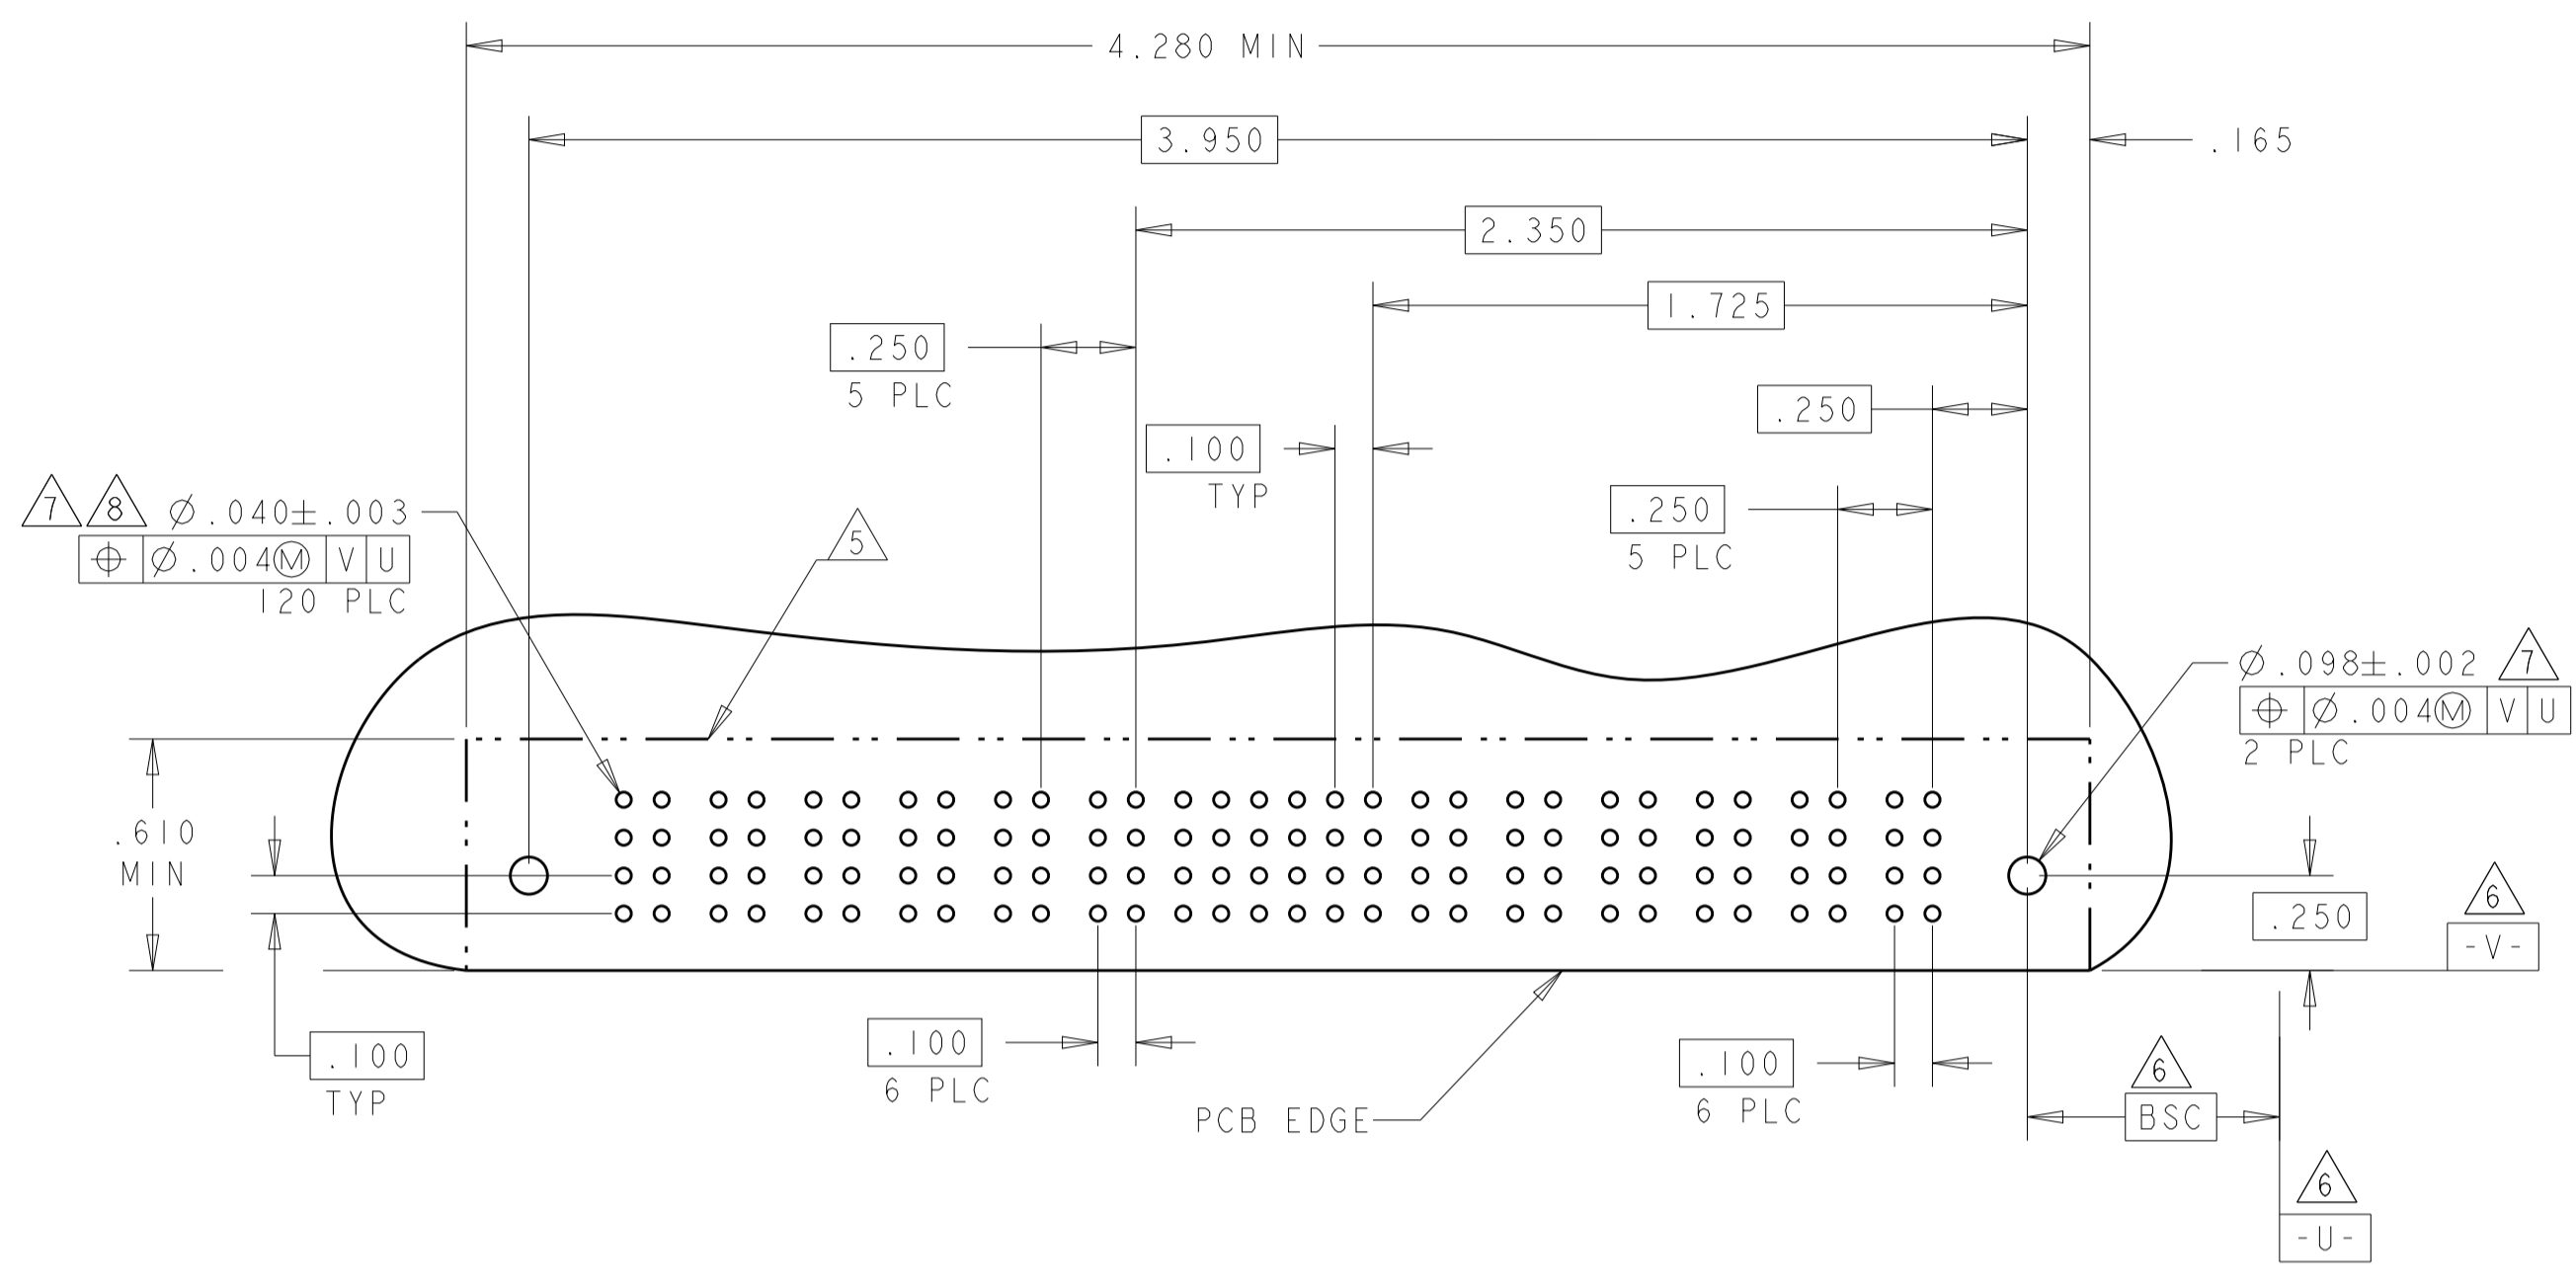 4.280 MIN
3.950
.165
2.350
1.725
.250
5 PLC
.250
.100
TYP
.250
5 PLC
7 8 Ø.040±.003
⌖ Ø.004Ⓜ V U
120 PLC
5
Ø.098±.002 7
⌖ Ø.004Ⓜ V U
2 PLC
.610
MIN
.250
6
-V-
.100
TYP
.100
6 PLC
PCB EDGE
.100
6 PLC
6
BSC
6
-U-